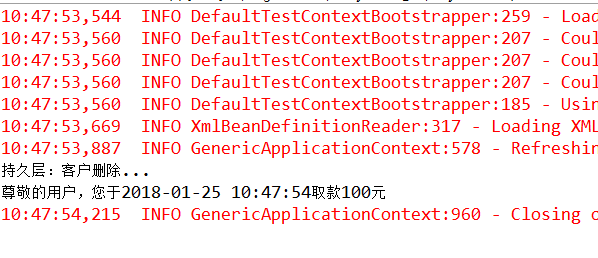 10:47:53,544  INFO DefaultTestContextBootstrapper:259 - Load
10:47:53,560  INFO DefaultTestContextBootstrapper:207 - Coul
10:47:53,560  INFO DefaultTestContextBootstrapper:207 - Coul
10:47:53,560  INFO DefaultTestContextBootstrapper:207 - Coul
10:47:53,560  INFO DefaultTestContextBootstrapper:185 - Usin
10:47:53,669  INFO XmlBeanDefinitionReader:317 - Loading XML
10:47:53,887  INFO GenericApplicationContext:578 - Refreshin
持久层：客户删除...
尊敬的用户，您于2018-01-25 10:47:54取款100元
10:47:54,215  INFO GenericApplicationContext:960 - Closing o